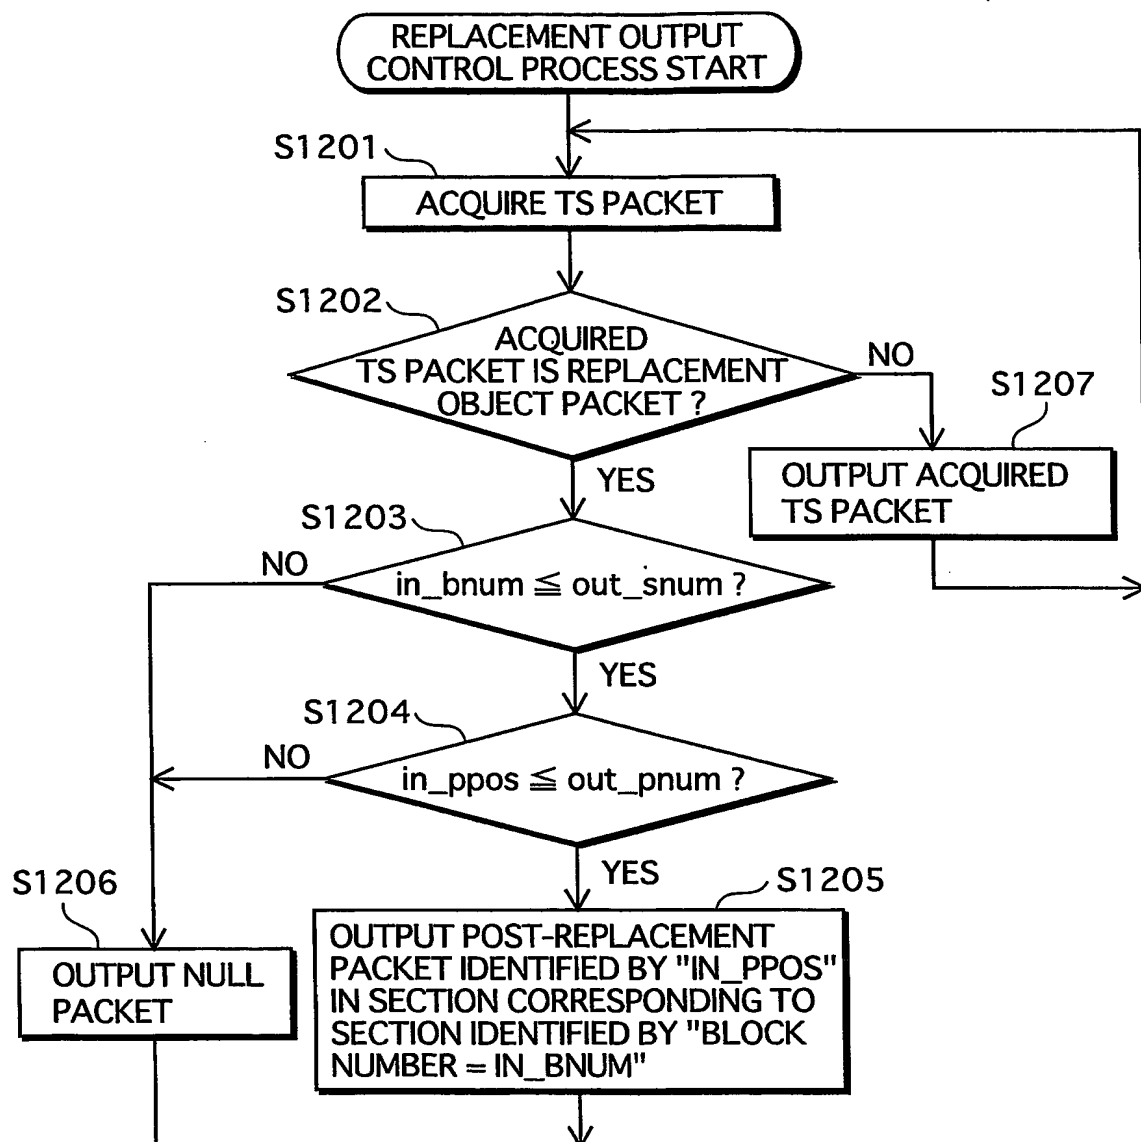 REPLACEMENT OUTPUT
CONTROL PROCESS START
S1201
ACQUIRE TS PACKET
S1202
ACQUIRED
TS PACKET IS REPLACEMENT
OBJECT PACKET ?
NO
S1207
YES
OUTPUT ACQUIRED
TS PACKET
S1203
NO
in_bnum ≦ out_snum ?
YES
S1204
NO
in_ppos ≦ out_pnum ?
YES
S1206
S1205
OUTPUT NULL
PACKET
OUTPUT POST-REPLACEMENT
PACKET IDENTIFIED BY "IN_PPOS"
IN SECTION CORRESPONDING TO
SECTION IDENTIFIED BY "BLOCK
NUMBER = IN_BNUM"